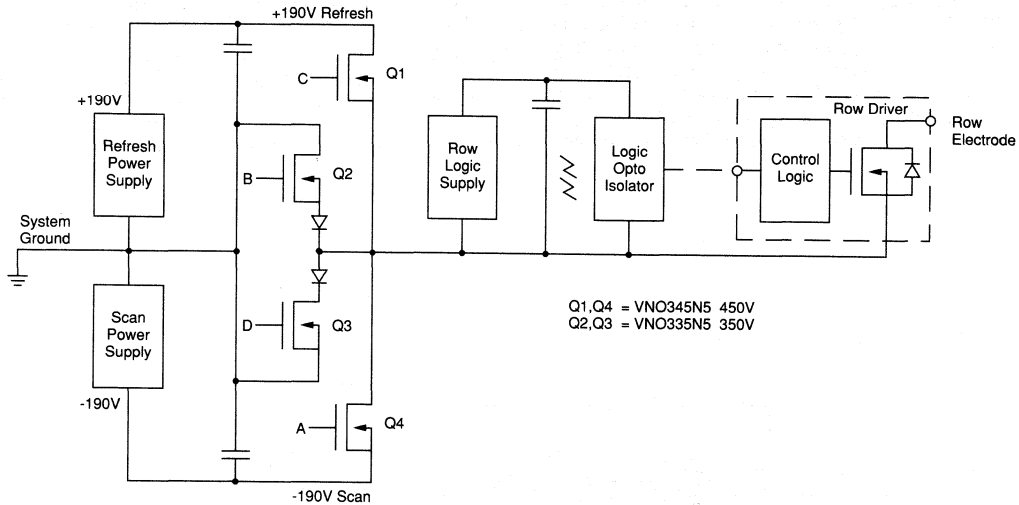 +190V Refresh
C
Q1
+190V
Refresh
Power
Supply
B
Q2
System
Ground
Scan
Power
Supply
-190V
D
Q3
A
Q4
-190V Scan
Row
Logic
Supply
Logic
Opto
Isolator
Row Driver
Control
Logic
Row
Electrode
Q1,Q4 = VNO345N5 450V
Q2,Q3 = VNO335N5 350V